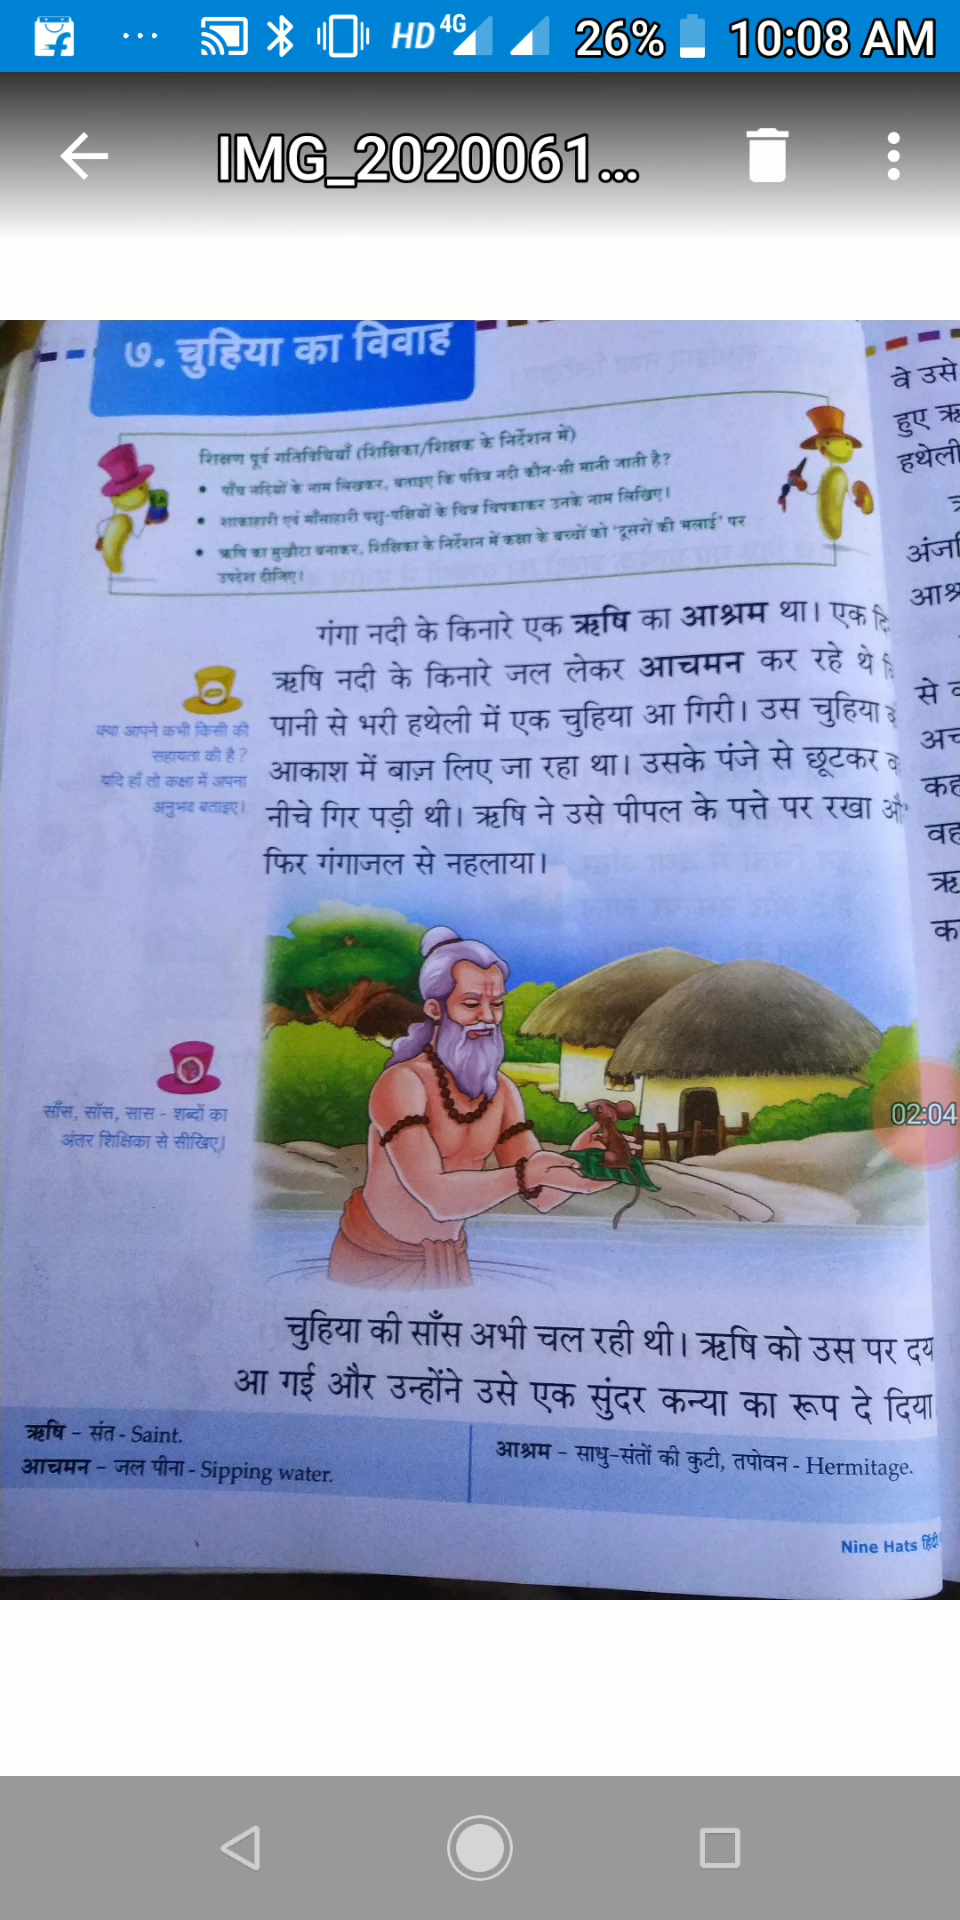 HD 4G 26% 10:08 AM
IMG_2020061...
७. चुहिया का विवाह
शिक्षण पूर्व गतिविधियाँ (शिक्षिका/शिक्षक के निर्देशन में)
• पाँच नदियों के नाम लिखकर, बताइए कि पवित्र नदी कौन-सी मानी जाती है?
• शाकाहारी एवं माँसाहारी पशु-पक्षियों के चित्र चिपकाकर उनके नाम लिखिए।
• ऋषि का मुखौटा बनाकर, शिक्षिका के निर्देशन में कक्षा के बच्चों को 'दूसरों की भलाई' पर
उपदेश दीजिए।
गंगा नदी के किनारे एक ऋषि का आश्रम था। एक
ऋषि नदी के किनारे जल लेकर आचमन कर रहे थे
पानी से भरी हथेली में एक चुहिया आ गिरी। उस चुहिया
आकाश में बाज़ लिए जा रहा था। उसके पंजे से छूटकर
नीचे गिर पड़ी थी। ऋषि ने उसे पीपल के पत्ते पर रखा
फिर गंगाजल से नहलाया।
क्या आपने कभी किसी की
सहायता की है?
यदि हाँ तो कक्षा में अपना
अनुभव बताइए।
साँस, सॉस, सास - शब्दों का
अंतर शिक्षिका से सीखिए।
02:04
चुहिया की साँस अभी चल रही थी। ऋषि को उस पर
आ गई और उन्होंने उसे एक सुंदर कन्या का रूप दे दिया
ऋषि – संत - Saint.
आचमन – जल पीना - Sipping water.
आश्रम – साधु-संतों की कुटी, तपोवन - Hermitage.
Nine Hats हिंदी
वे उसे
हुए
हथेली
से